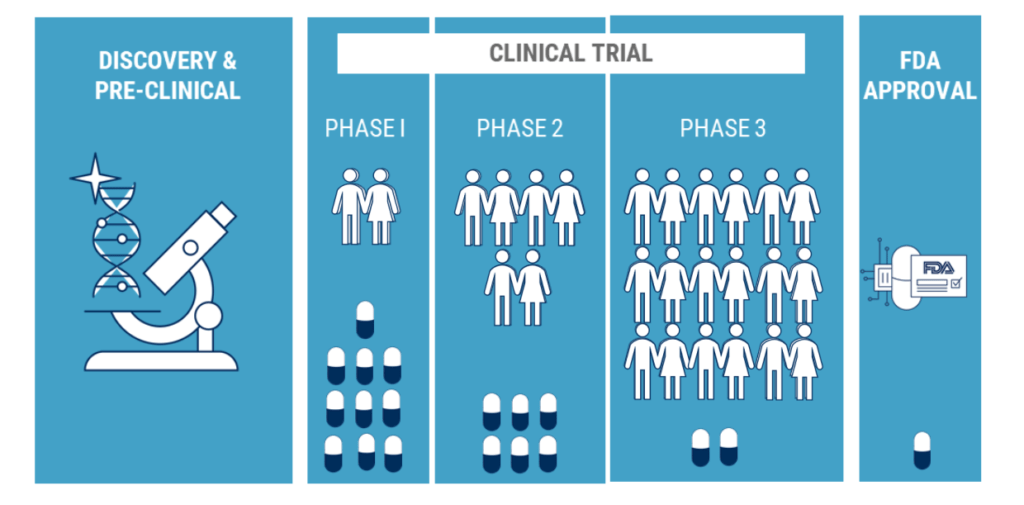 DISCOVERY &
PRE-CLINICAL
CLINICAL TRIAL
PHASE I
PHASE 2
PHASE 3
FDA
APPROVAL
FDA